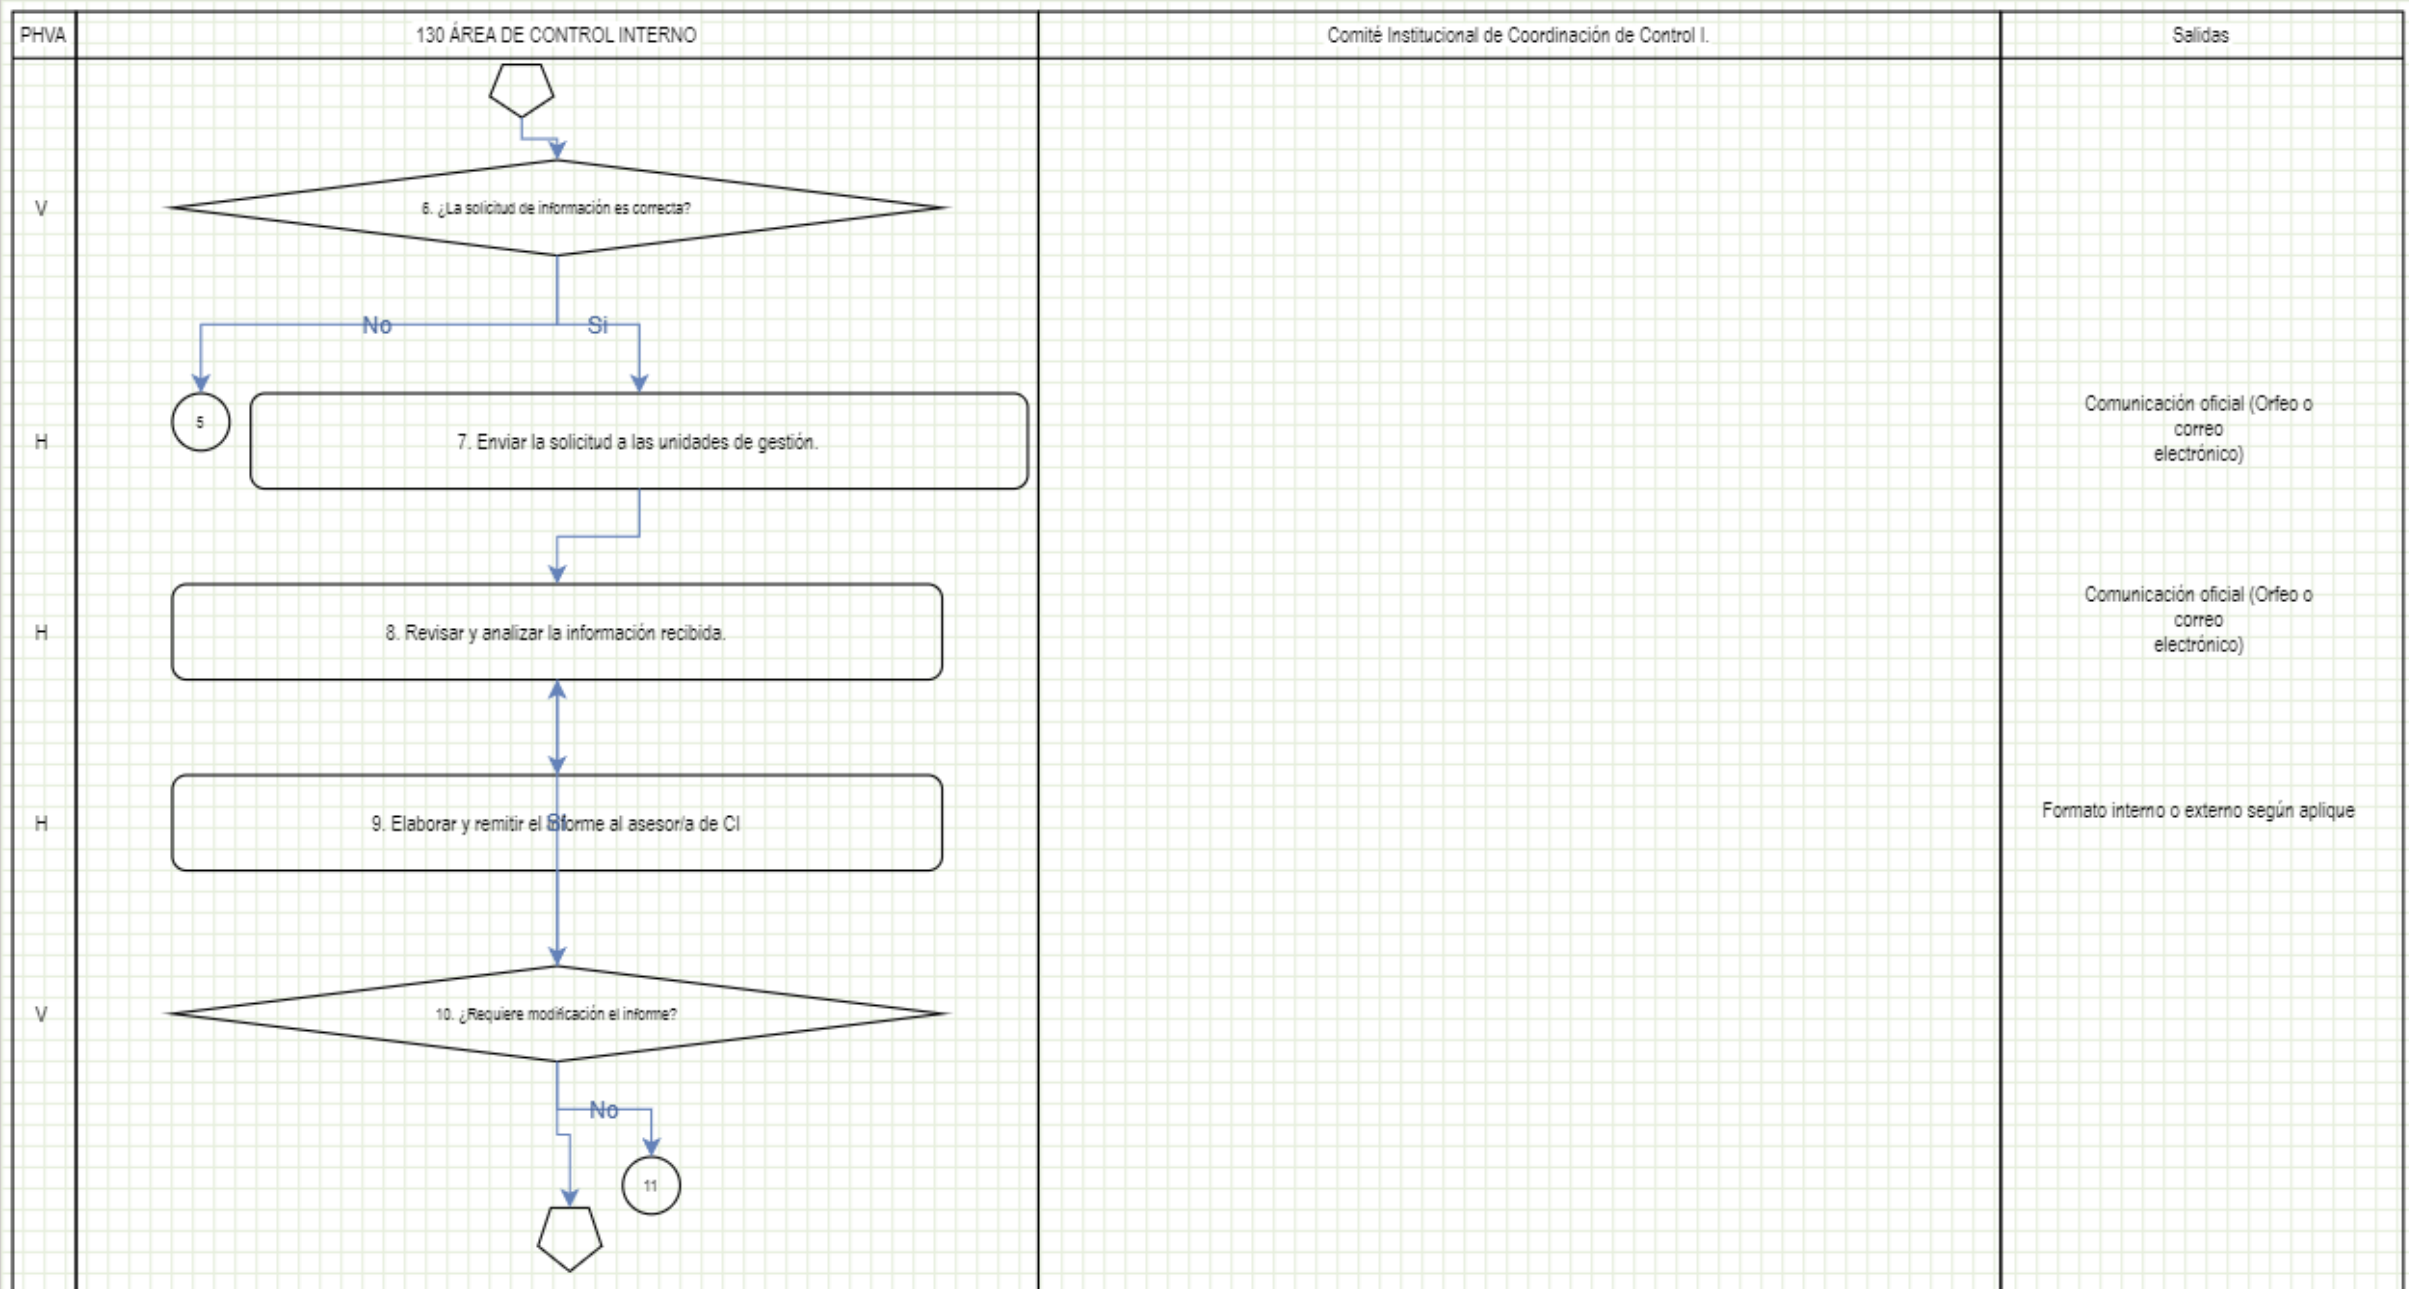 PHVA
130 ÁREA DE CONTROL INTERNO
Comité Institucional de Coordinación de Control I.
Salidas
V
6. ¿La solicitud de información es correcta?
No
Si
5
H
7. Enviar la solicitud a las unidades de gestión.
Comunicación oficial (Orfeo o
correo
electrónico)
H
8. Revisar y analizar la información recibida.
Comunicación oficial (Orfeo o
correo
electrónico)
H
9. Elaborar y remitir el informe al asesor/a de CI
Si
Formato interno o externo según aplique
V
10. ¿Requiere modificación el informe?
No
11